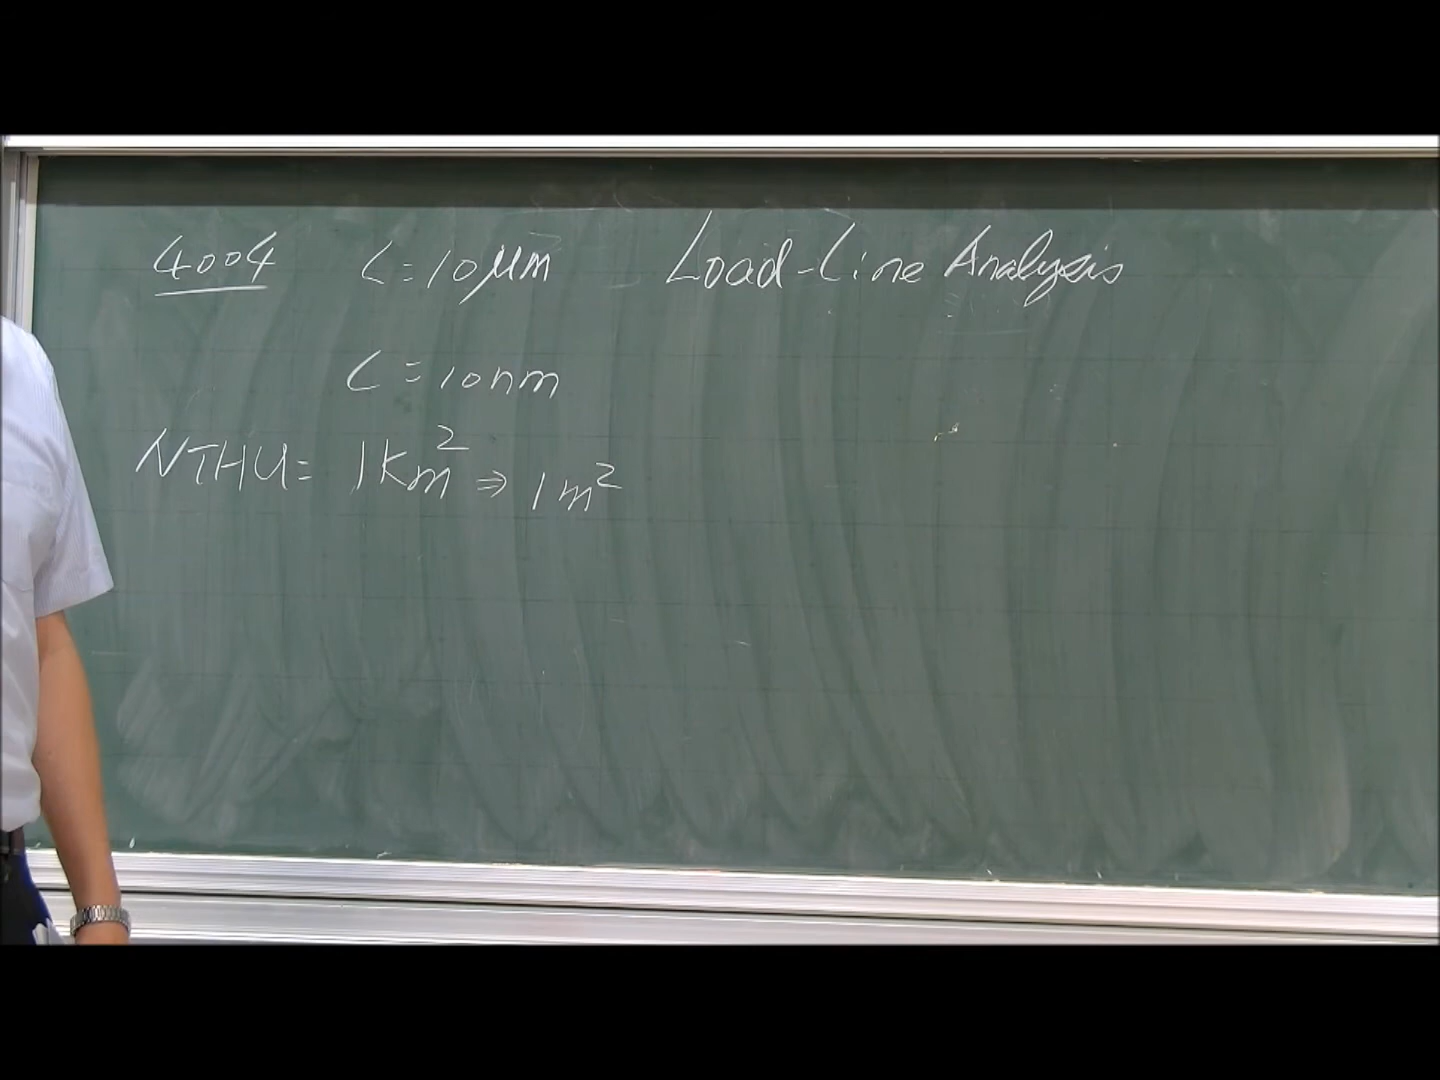 4004 L=10μm Load-Line Analysis
L=10nm
NTHU= 1Km² ⇒ 1m²